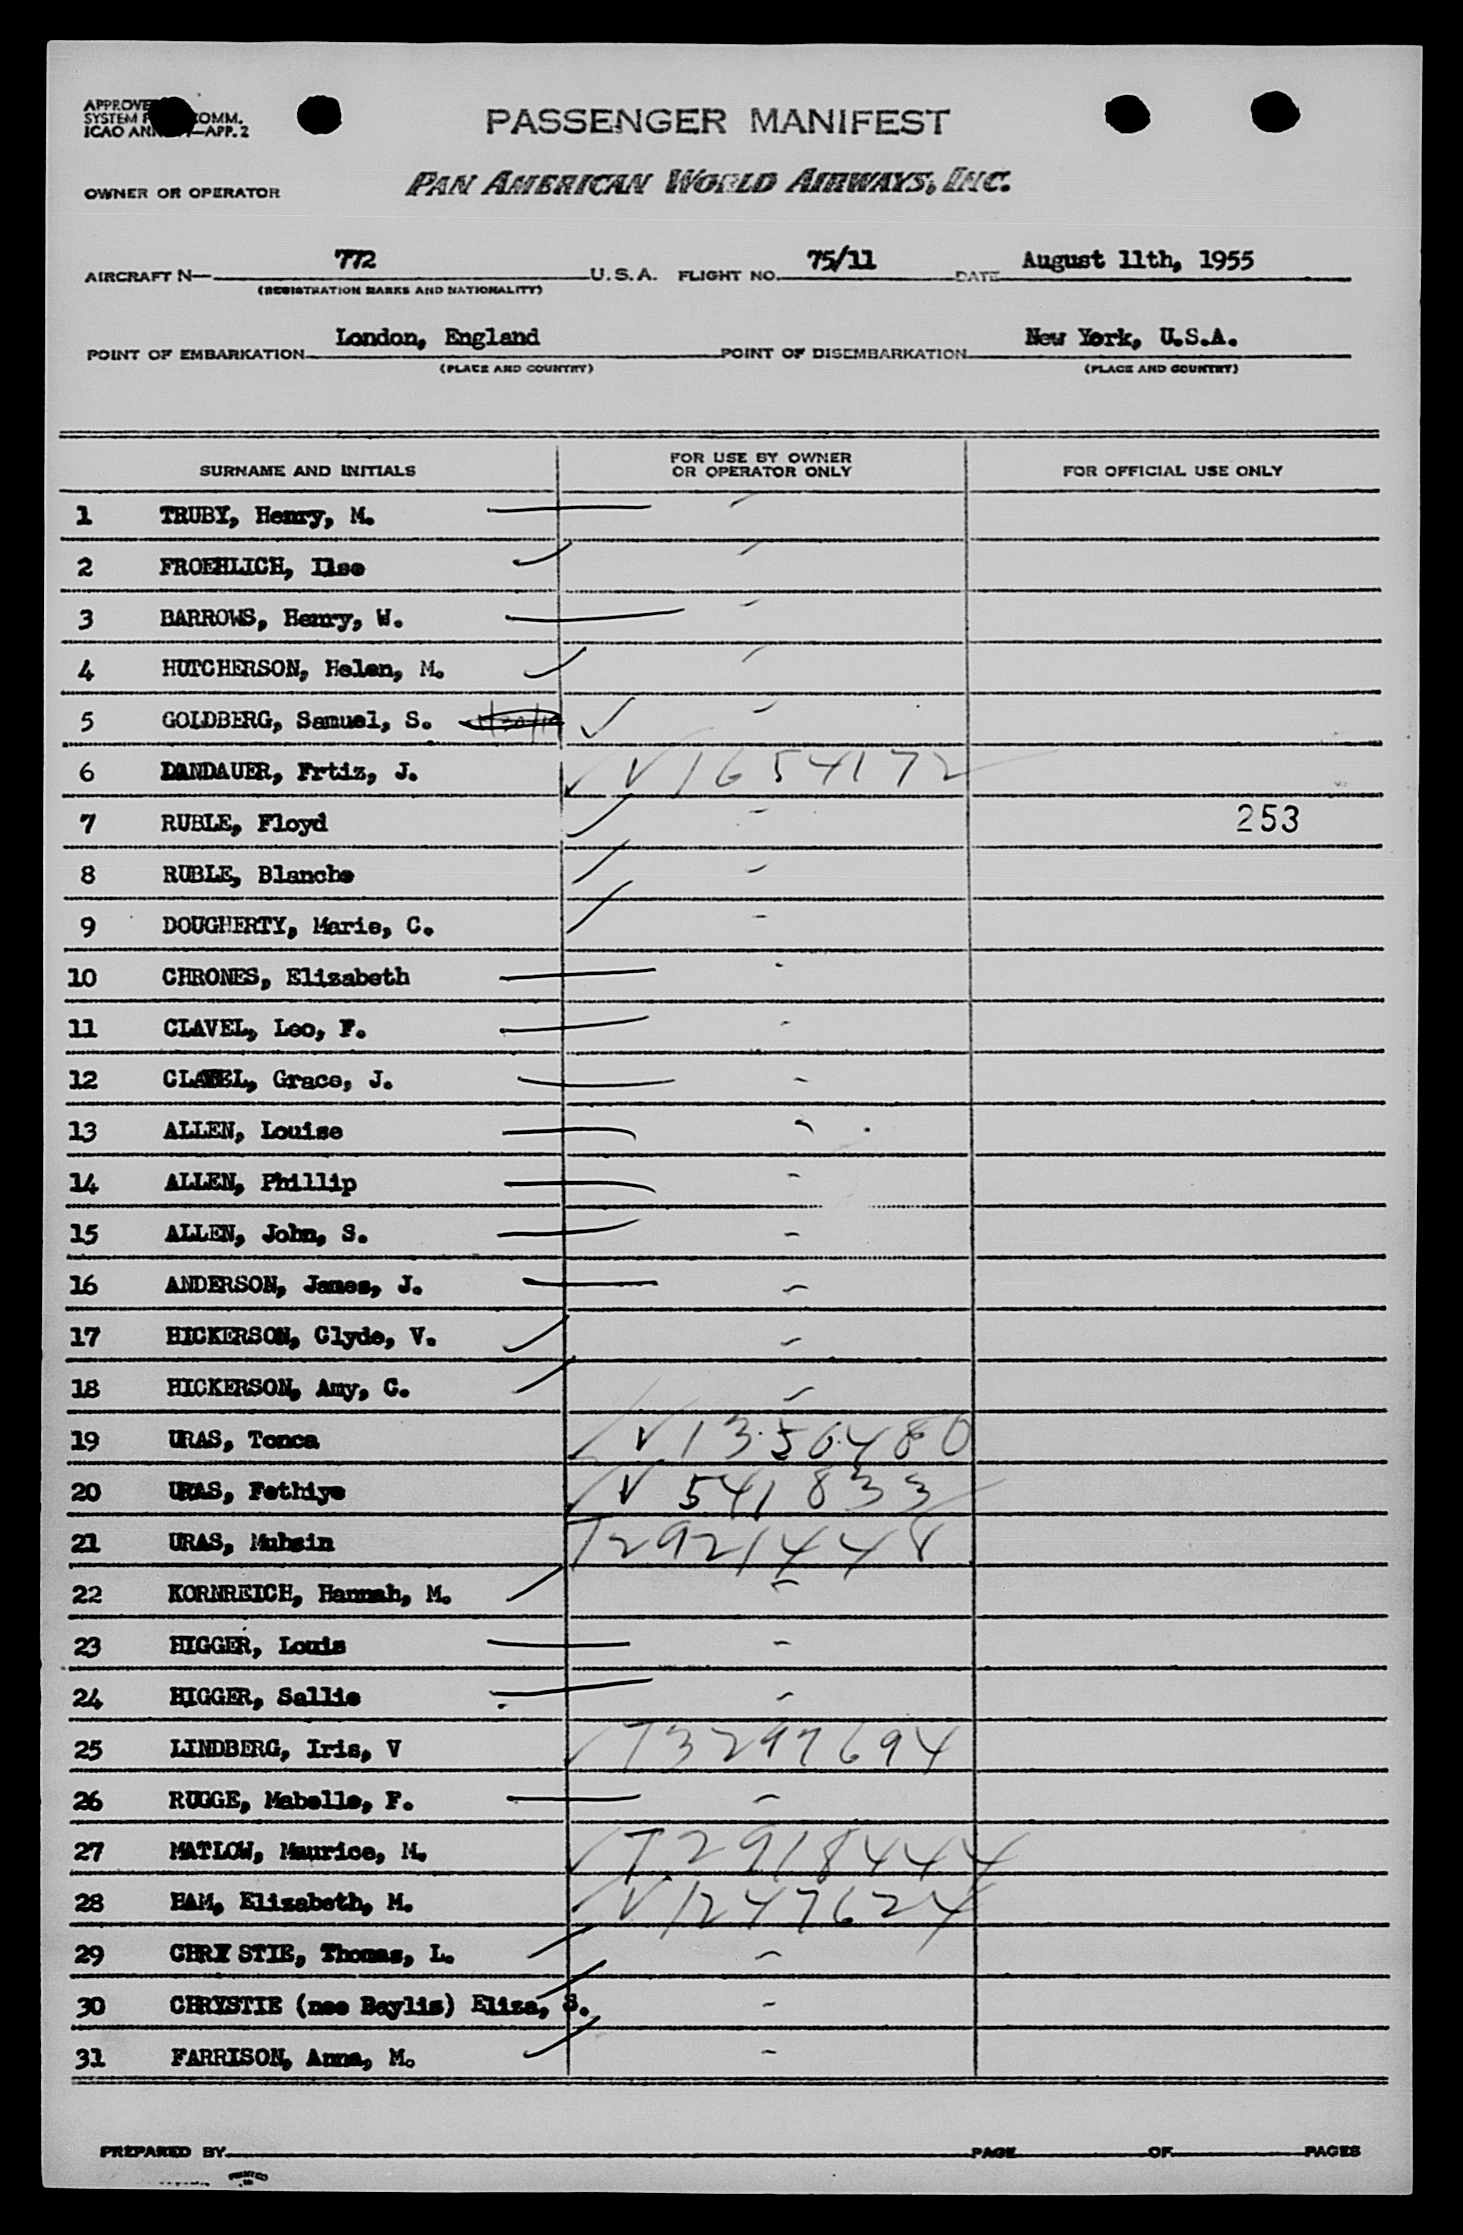 PASSENGER MANIFEST
OWNER OR OPERATOR PAN AMERICAN WORLD AIRWAYS, INC.
AIRCRAFT N— 772 U.S.A. FLIGHT NO. 75/11 DATE August 11th, 1955
(REGISTRATION MARKS AND NATIONALITY)
POINT OF EMBARKATION London, England POINT OF DISEMBARKATION New York, U.S.A.
(PLACE AND COUNTRY) (PLACE AND COUNTRY)
SURNAME AND INITIALS FOR USE BY OWNER OR OPERATOR ONLY FOR OFFICIAL USE ONLY
1 TRUBY, Henry, M.
2 FROEHLICH, Ilse
3 BARROWS, Henry, W.
4 HUTCHERSON, Helen, M.
5 GOLDBERG, Samuel, S.
6 DANDAUER, Frtiz, J. V1654172
7 RUBLE, Floyd 253
8 RUBLE, Blanche
9 DOUGHERTY, Marie, C.
10 CHRONES, Elizabeth
11 CLAVEL, Leo, F.
12 CLAVEL, Grace, J.
13 ALLEN, Louise
14 ALLEN, Phillip
15 ALLEN, John, S.
16 ANDERSON, James, J.
17 HICKERSON, Clyde, V.
18 HICKERSON, Amy, C.
19 URAS, Tonca V1356480
20 URAS, Fethiye V 541833
21 URAS, Muhsin T2921448
22 KORNREICH, Hannah, M.
23 HIGGER, Louis
24 HIGGER, Sallie
25 LINDBERG, Iris, V T3297694
26 RUGGE, Mabelle, F.
27 MATLOW, Maurice, M. T2918444
28 HAM, Elizabeth, M. V1247624
29 CHRYSTIE, Thomas, L.
30 CHRYSTIE (nee Baylis) Eliza, S.
31 FARRISON, Anna, M.
PREPARED BY PAGE OF PAGES